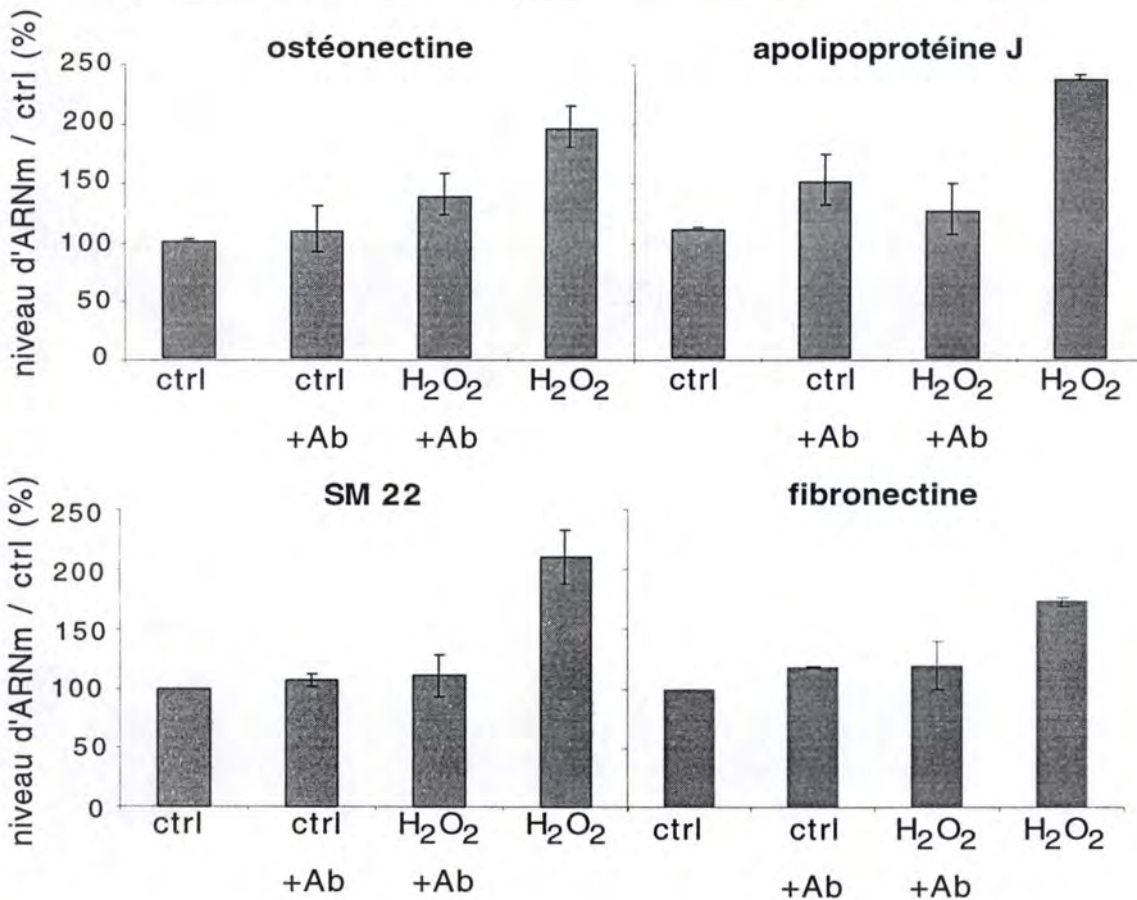 ostéonectine apolipoprotéine J
niveau d'ARNm / ctrl (%)
250
200
150
100
50
0
ctrl ctrl H₂O₂ H₂O₂ ctrl ctrl H₂O₂ H₂O₂
+Ab +Ab +Ab +Ab
SM 22 fibronectine
niveau d'ARNm / ctrl (%)
250
200
150
100
50
0
ctrl ctrl H₂O₂ H₂O₂ ctrl ctrl H₂O₂ H₂O₂
+Ab +Ab +Ab +Ab